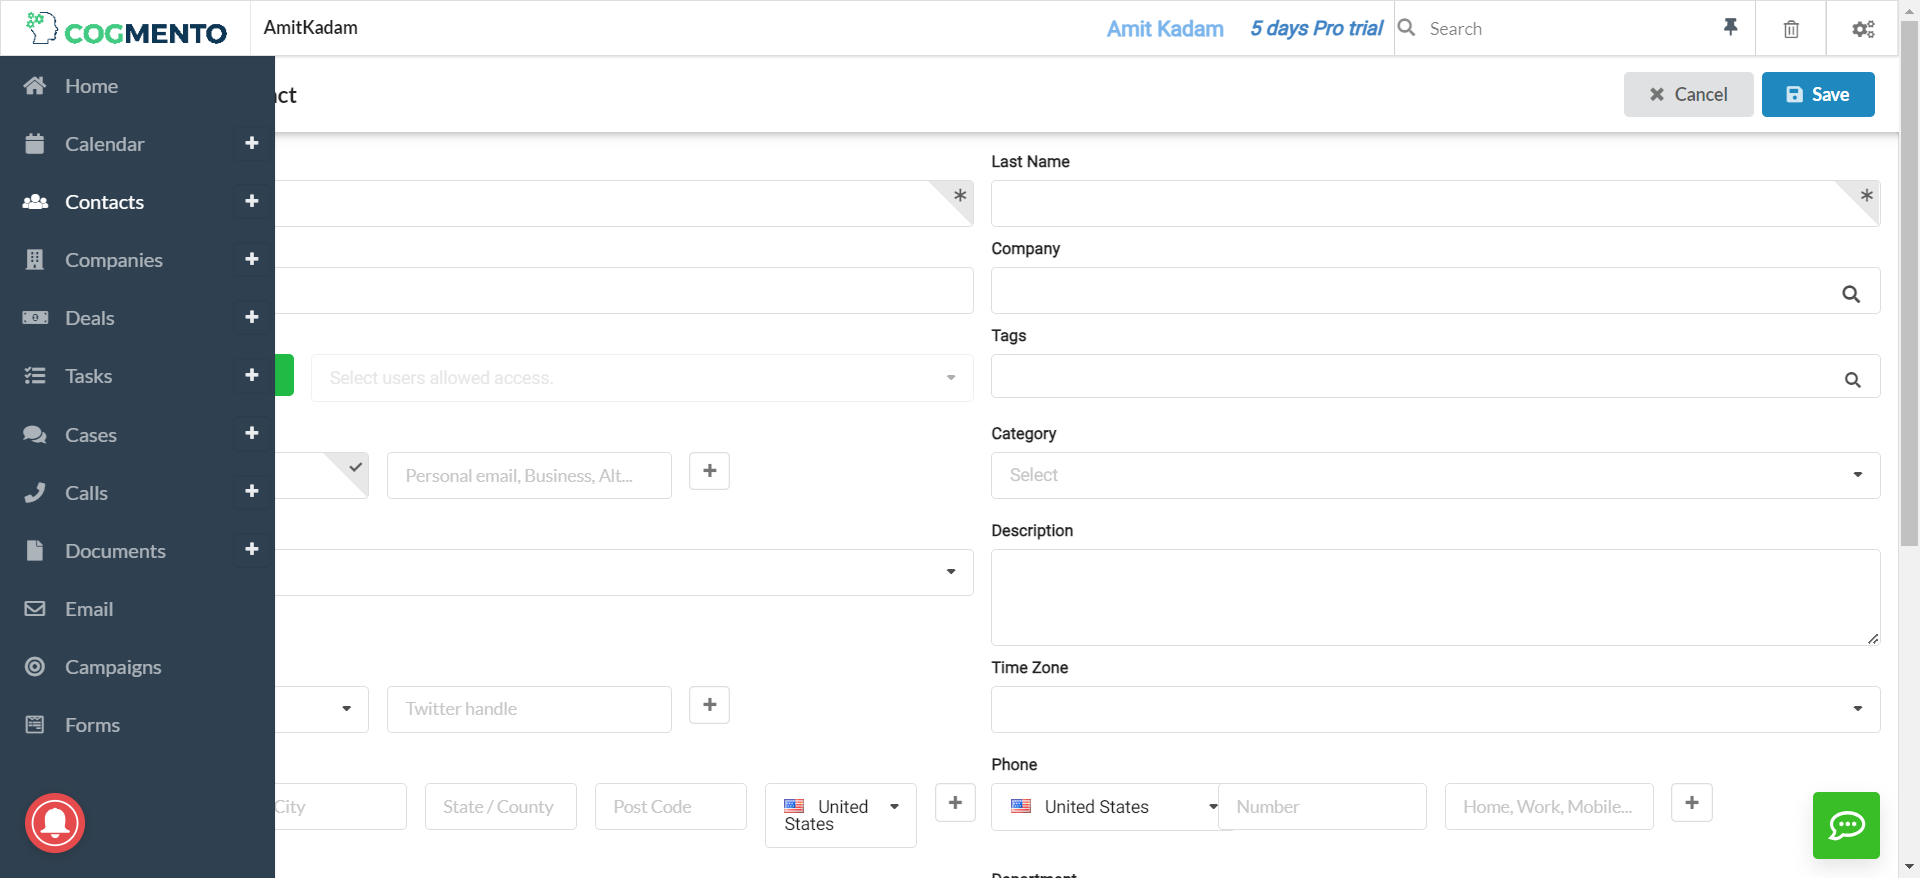 COGMENTO
AmitKadam
Amit Kadam
5 days Pro trial
Search
Home
Calendar
Contacts
Companies
Deals
Tasks
Cases
Calls
Documents
Email
Campaigns
Forms
act
Cancel
Save
Last Name
Company
Select users allowed access.
Tags
Personal email, Business, Alt...
Category
Select
Description
Twitter handle
Time Zone
City
State / County
Post Code
United States
Phone
United States
Number
Home, Work, Mobile...
Department